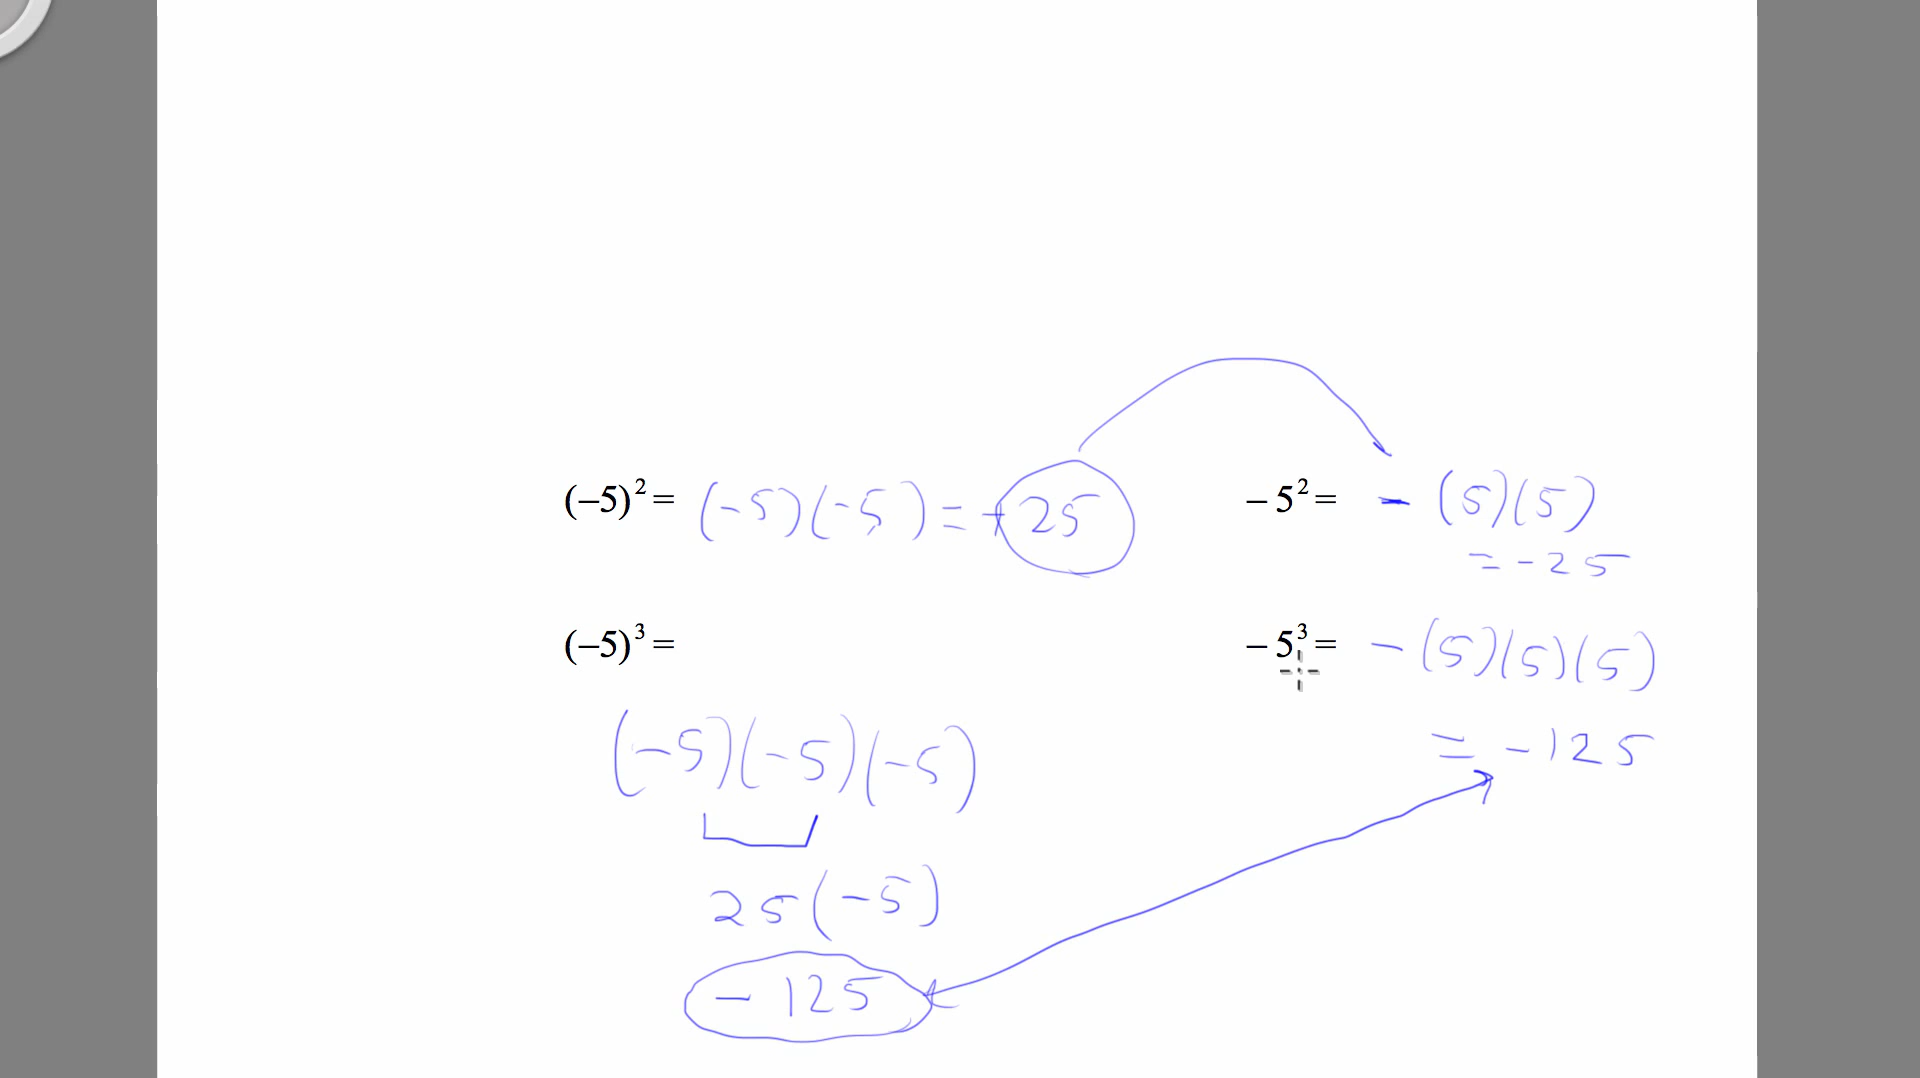 (−5)² = (-5)(-5) = +25
− 5² = - (5)(5)
= -25
(−5)³ =
− 5³ = - (5)(5)(5)
(-5)(-5)(-5)
= -125
25(-5)
-125